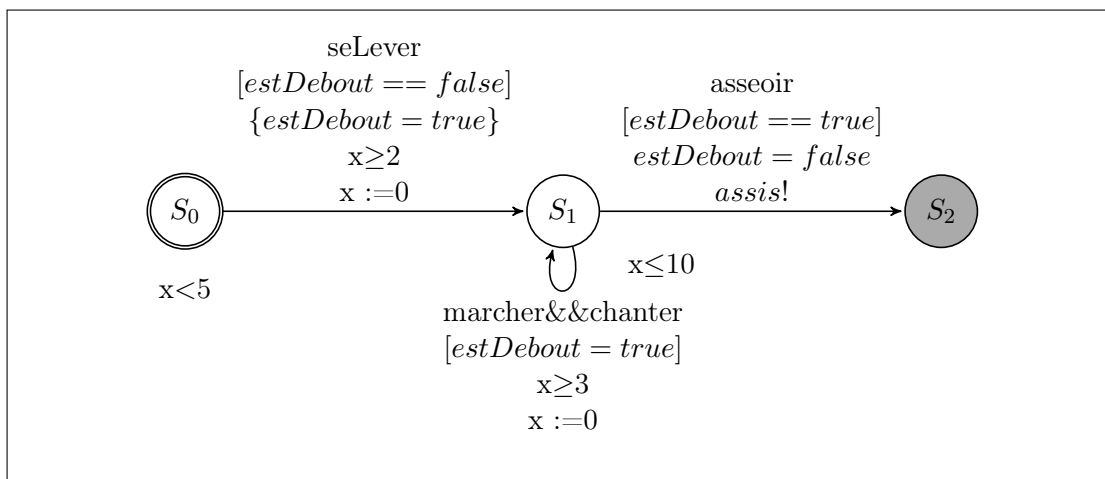 seLever
[estDebout == false]
{estDebout = true}
x≥2
x :=0
asseoir
[estDebout == true]
estDebout = false
assis!
S₀
S₁
S₂
x<5
x≤10
marcher&&chanter
[estDebout = true]
x≥3
x :=0